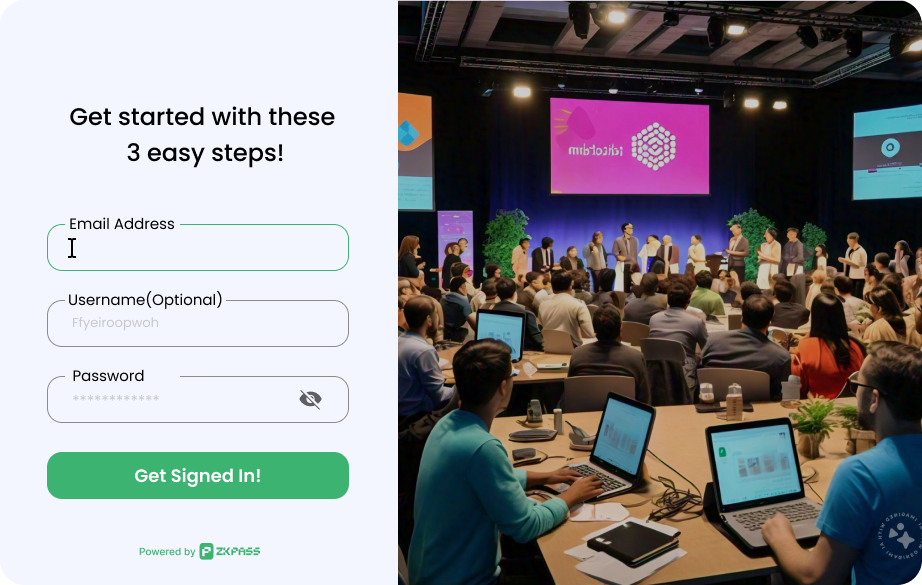 Get started with these
3 easy steps!
Email Address
Username(Optional)
Ffyeiroopwoh
Password
************
Get Signed In!
Powered by ZKPASS